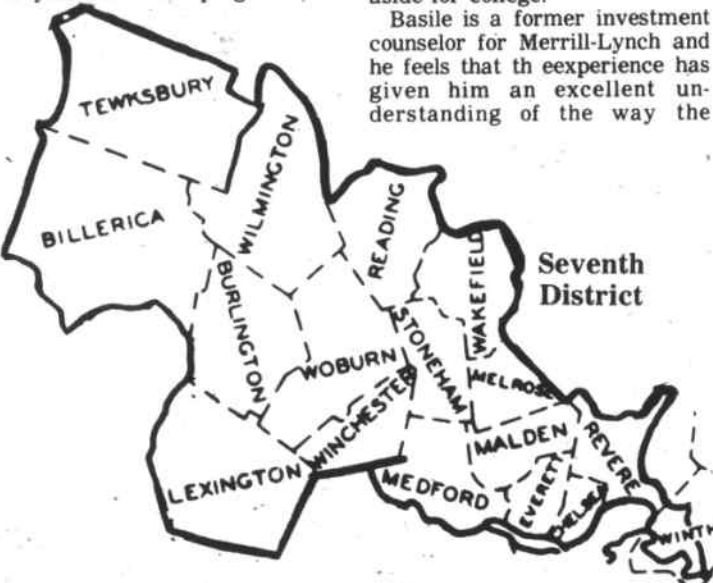 aside for college.
Basile is a former investment
counselor for Merrill-Lynch and
he feels that th eexperience has
given him an excellent un-
derstanding of the way the
TEWKSBURY
WILMINGTON
BILLERICA
READING
WAKEFIELD
Seventh
District
BURLINGTON
STONEHAM
WOBURN
MELROSE
WINCHESTER
MALDEN
REVERE
LEXINGTON
MEDFORD
EVERETT
CHELSEA
WINTH